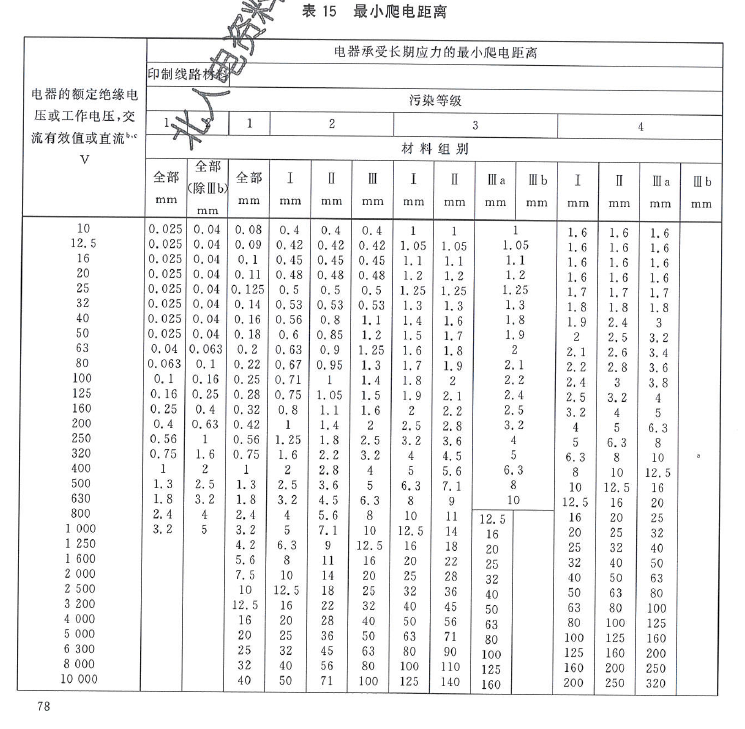 表 15 最小爬电距离
电器的额定绝缘电压或工作电压,交流有效值或直流b,c
V
电器承受长期应力的最小爬电距离
印制线路材料
污染等级
1 2 1 2 3 4
材料组别
全部 全部(除Ⅲb) 全部 Ⅰ Ⅱ Ⅲ Ⅰ Ⅱ Ⅲa Ⅲb Ⅰ Ⅱ Ⅲa Ⅲb
mm mm mm mm mm mm mm mm mm mm mm mm mm mm
10 0.025 0.04 0.08 0.4 0.4 0.4 1 1 1 1.6 1.6 1.6
12.5 0.025 0.04 0.09 0.42 0.42 0.42 1.05 1.05 1.05 1.6 1.6 1.6
16 0.025 0.04 0.1 0.45 0.45 0.45 1.1 1.1 1.1 1.6 1.6 1.6
20 0.025 0.04 0.11 0.48 0.48 0.48 1.2 1.2 1.2 1.6 1.6 1.6
25 0.025 0.04 0.125 0.5 0.5 0.5 1.25 1.25 1.25 1.7 1.7 1.7
32 0.025 0.04 0.14 0.53 0.53 0.53 1.3 1.3 1.3 1.8 1.8 1.8
40 0.025 0.04 0.16 0.56 0.8 1.1 1.4 1.6 1.8 1.9 2.4 3
50 0.025 0.04 0.18 0.6 0.85 1.2 1.5 1.7 1.9 2 2.5 3.2
63 0.04 0.063 0.2 0.63 0.9 1.25 1.6 1.8 2 2.1 2.6 3.4
80 0.063 0.1 0.22 0.67 0.95 1.3 1.7 1.9 2.1 2.2 2.8 3.6
100 0.1 0.16 0.25 0.71 1 1.4 1.8 2 2.2 2.4 3 3.8
125 0.16 0.25 0.28 0.75 1.05 1.5 1.9 2.1 2.4 2.5 3.2 4
160 0.25 0.4 0.32 0.8 1.1 1.6 2 2.2 2.5 3.2 4 5
200 0.4 0.63 0.42 1 1.4 2 2.5 2.8 3.2 4 5 6.3
250 0.56 1 0.56 1.25 1.8 2.5 3.2 3.6 4 5 6.3 8
320 0.75 1.6 0.75 1.6 2.2 3.2 4 4.5 5 6.3 8 10 a
400 1 2 1 2 2.8 4 5 5.6 6.3 8 10 12.5
500 1.3 2.5 1.3 2.5 3.6 5 6.3 7.1 8 10 12.5 16
630 1.8 3.2 1.8 3.2 4.5 6.3 8 9 10 12.5 16 20
800 2.4 4 2.4 4 5.6 8 10 11 12.5 16 20 25
1 000 3.2 5 3.2 5 7.1 10 12.5 14 16 20 25 32
1 250 4.2 6.3 9 12.5 16 18 20 25 32 40
1 600 5.6 8 11 16 20 22 25 32 40 50
2 000 7.5 10 14 20 25 28 32 40 50 63
2 500 10 12.5 18 25 32 36 40 50 63 80
3 200 12.5 16 22 32 40 45 50 63 80 100
4 000 16 20 28 40 50 56 63 80 100 125
5 000 20 25 36 50 63 71 80 100 125 160
6 300 25 32 45 63 80 90 100 125 160 200
8 000 32 40 56 80 100 110 125 160 200 250
10 000 40 50 71 100 125 140 160 200 250 320
78